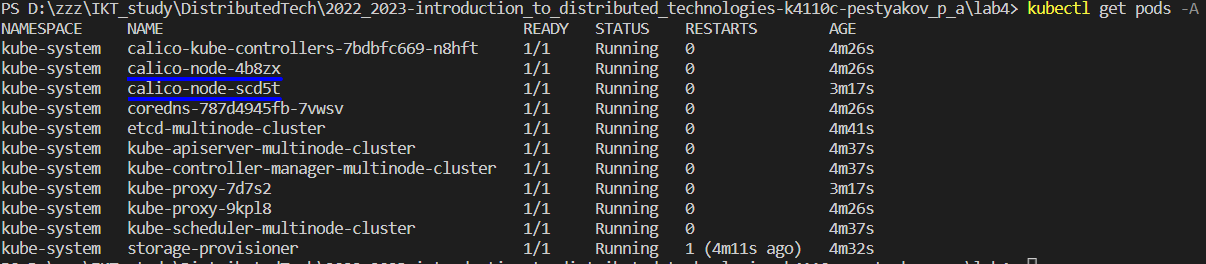 PS D:\zzz\IKT_study\DistributedTech\2022_2023-introduction_to_distributed_technologies-k4110c-pestyakov_p_a\lab4> kubectl get pods -A
NAMESPACE NAME READY STATUS RESTARTS AGE
kube-system calico-kube-controllers-7bdbfc669-n8hft 1/1 Running 0 4m26s
kube-system calico-node-4b8zx 1/1 Running 0 4m26s
kube-system calico-node-scd5t 1/1 Running 0 3m17s
kube-system coredns-787d4945fb-7vwsv 1/1 Running 0 4m26s
kube-system etcd-multinode-cluster 1/1 Running 0 4m41s
kube-system kube-apiserver-multinode-cluster 1/1 Running 0 4m37s
kube-system kube-controller-manager-multinode-cluster 1/1 Running 0 4m37s
kube-system kube-proxy-7d7s2 1/1 Running 0 3m17s
kube-system kube-proxy-9kpl8 1/1 Running 0 4m26s
kube-system kube-scheduler-multinode-cluster 1/1 Running 0 4m37s
kube-system storage-provisioner 1/1 Running 1 (4m11s ago) 4m32s